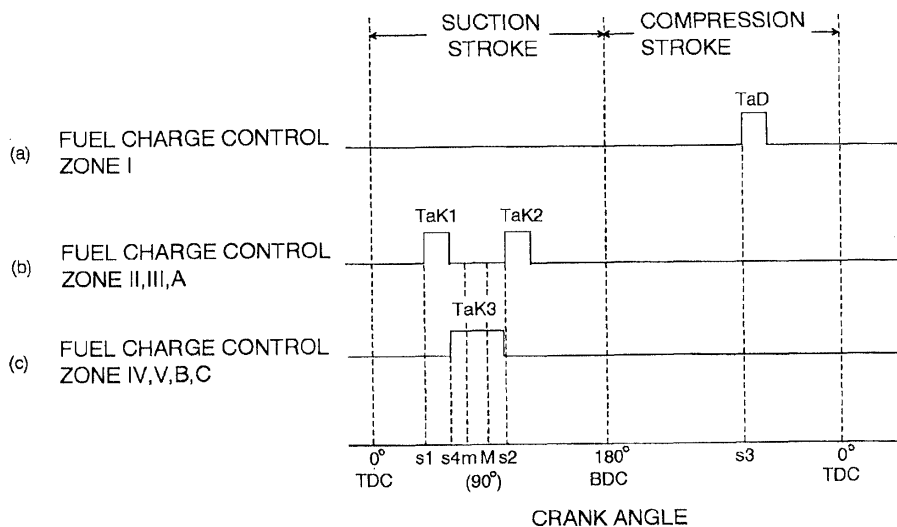 SUCTION STROKE
COMPRESSION STROKE
TaD
(a) FUEL CHARGE CONTROL
ZONE I
TaK1 TaK2
(b) FUEL CHARGE CONTROL
ZONE II,III,A
TaK3
(c) FUEL CHARGE CONTROL
ZONE IV,V,B,C
0° s1 s4 m M s2 180° s3 0°
TDC (90°) BDC TDC
CRANK ANGLE